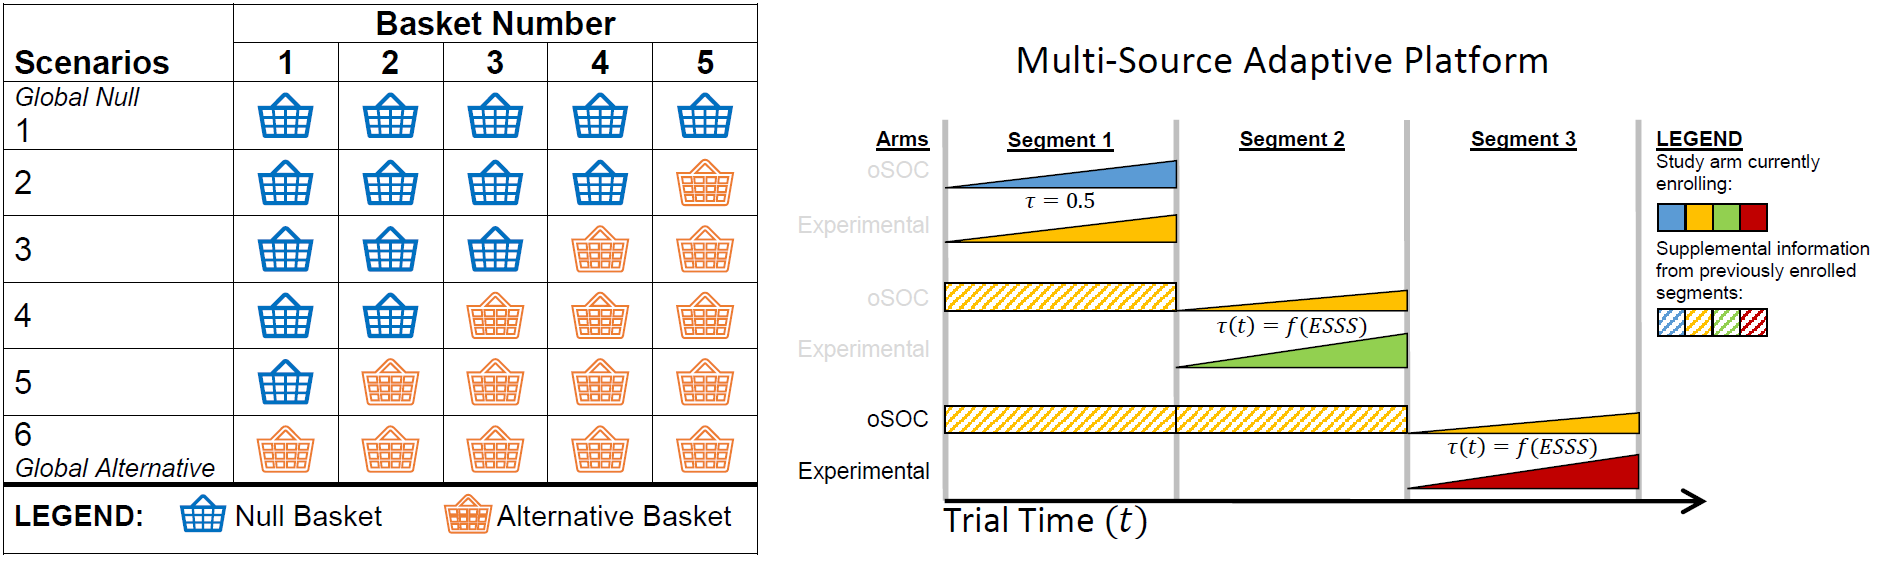 Basket Number
Scenarios 1 2 3 4 5
Global Null
1
2
3
4
5
6
Global Alternative
LEGEND: Null Basket Alternative Basket
Multi-Source Adaptive Platform
Arms Segment 1 Segment 2 Segment 3
oSOC
τ = 0.5
Experimental
oSOC
τ(t) = f(ESSS)
Experimental
oSOC
τ(t) = f(ESSS)
Experimental
Trial Time (t)
LEGEND
Study arm currently
enrolling:
Supplemental information
from previously enrolled
segments: